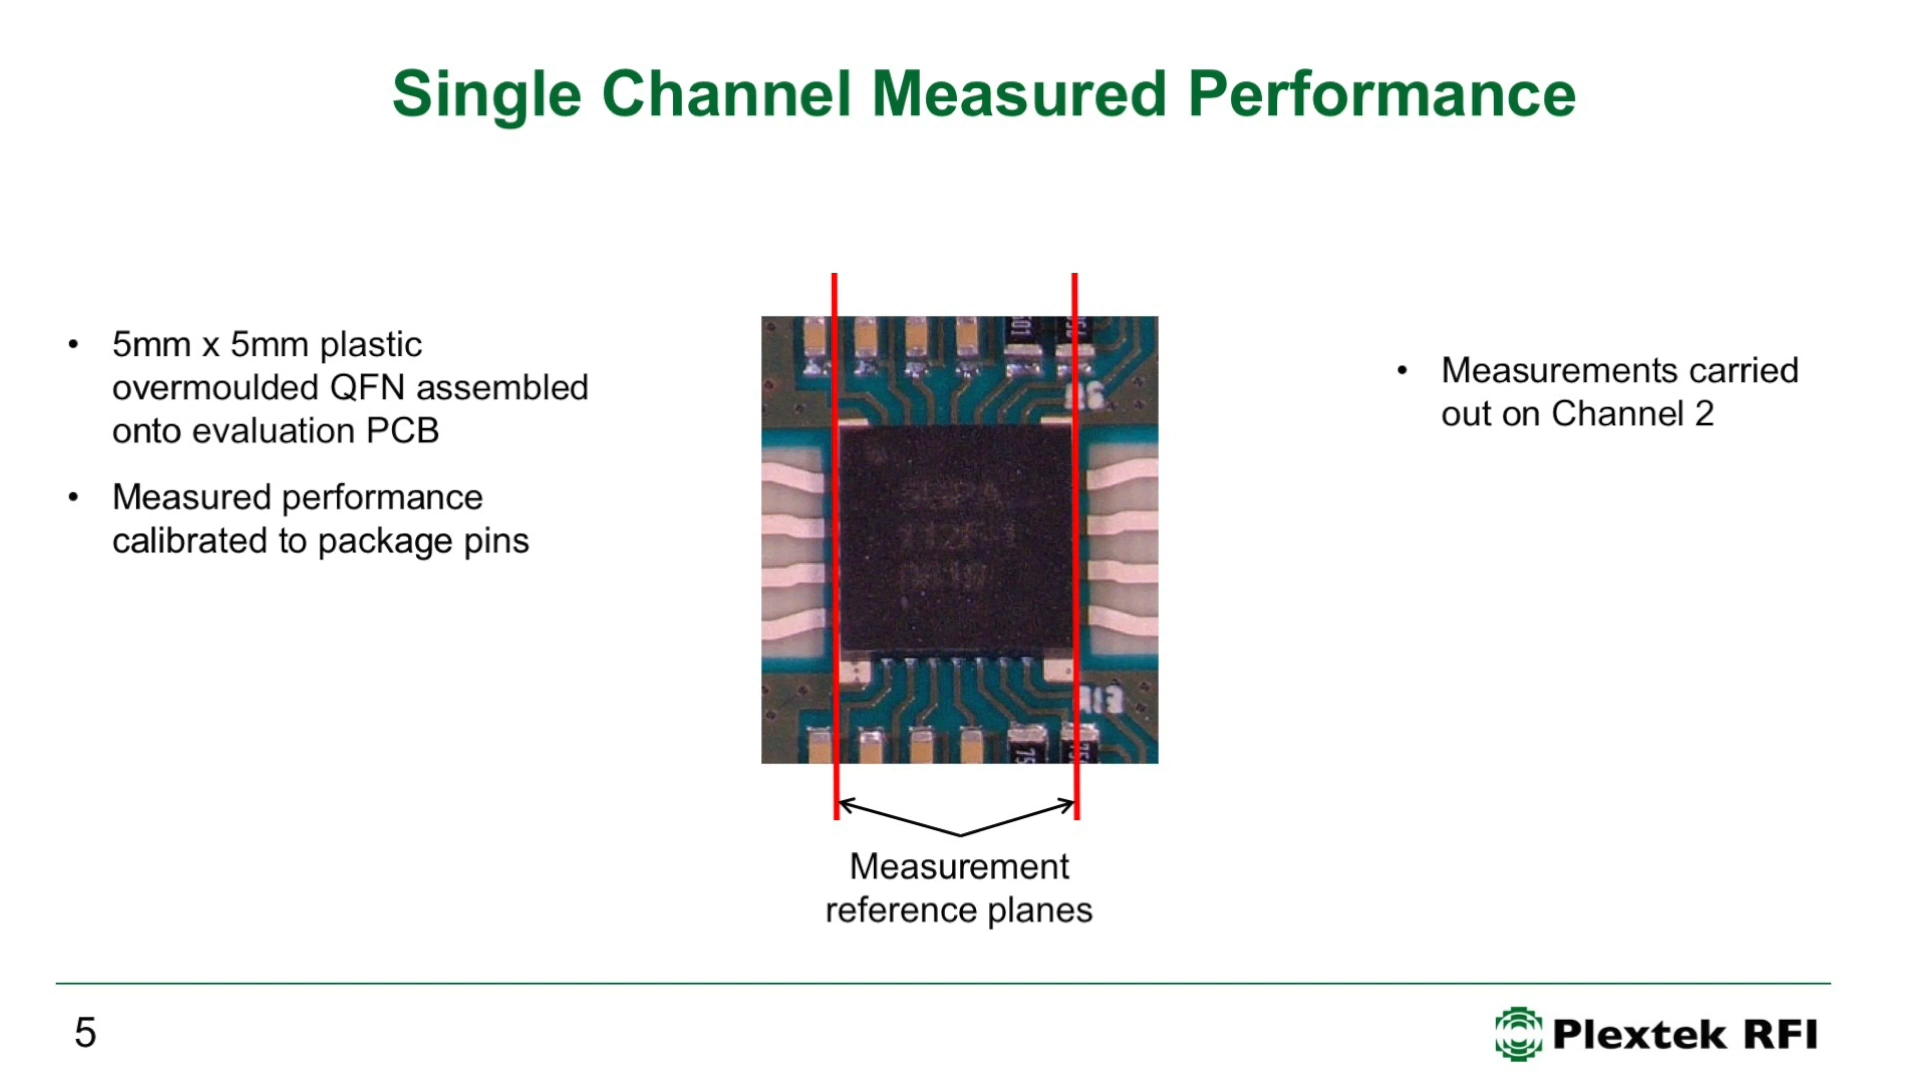 Single Channel Measured Performance
• 5mm x 5mm plastic
overmoulded QFN assembled
onto evaluation PCB
• Measured performance
calibrated to package pins
• Measurements carried
out on Channel 2
Measurement
reference planes
5
Plextek RFI